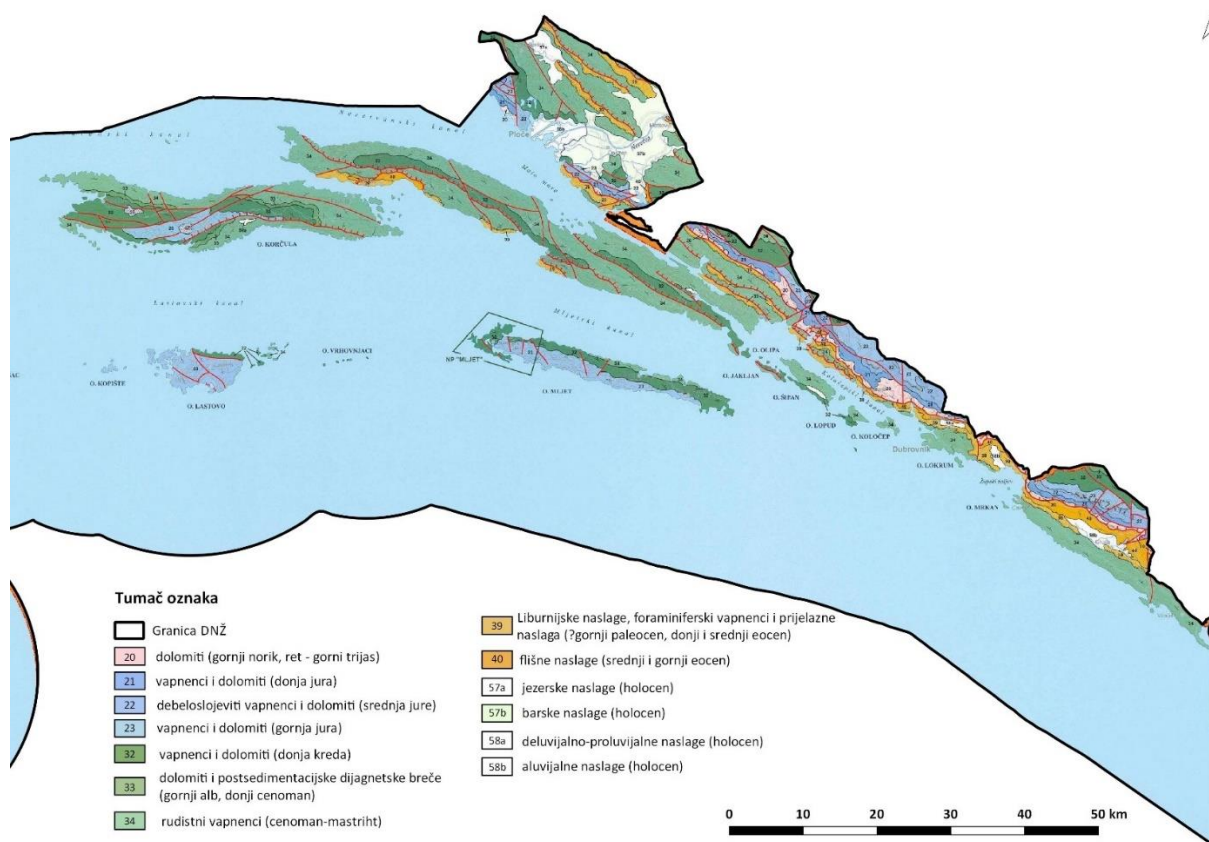 Neretvanski kanal
Ploče
Malo more
O. KORČULA
Lastovski kanal
Mljetski kanal
O. VRHOVNJACI
NP "MLJET"
O. KOPIŠTE
O. LASTOVO
O. MLJET
O. OLIPA
O. JAKLJAN
O. ŠIPAN
Koločepski kanal
O. LOPUD
O. KOLOČEP
Dubrovnik
O. LOKRUM
O. MRKAN
Tumač oznaka
Granica DNŽ
20 dolomiti (gornji norik, ret - gorni trijas)
21 vapnenci i dolomiti (donja jura)
22 debeloslojeviti vapnenci i dolomiti (srednja jure)
23 vapnenci i dolomiti (gornja jura)
32 vapnenci i dolomiti (donja kreda)
33 dolomiti i postsedimentacijske dijagnetske breče
(gornji alb, donji cenoman)
34 rudistni vapnenci (cenoman-mastriht)
39 Liburnijske naslage, foraminiferski vapnenci i prijelazne
naslaga (?gornji paleocen, donji i srednji eocen)
40 flišne naslage (srednji i gornji eocen)
57a jezerske naslage (holocen)
57b barske naslage (holocen)
58a deluvijalno-proluvijalne naslage (holocen)
58b aluvijalne naslage (holocen)
0 10 20 30 40 50 km